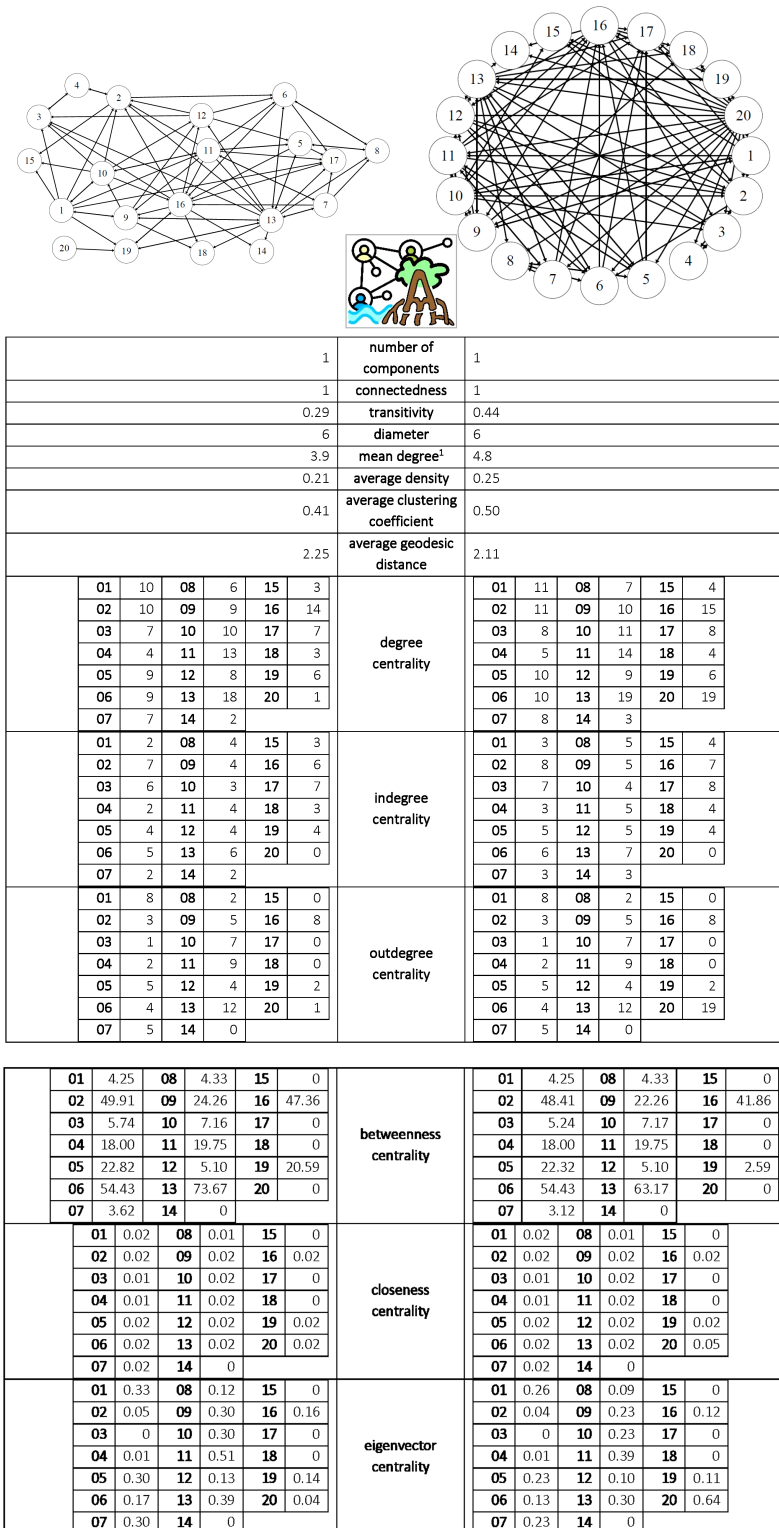 4
2
6
3
12
5
11
8
17
15
10
16
7
1
9
13
20
19
18
14
16
15
17
14
18
13
19
12
20
11
1
10
2
9
3
8
4
7
5
6
1 number of components 1
1 connectedness 1
0.29 transitivity 0.44
6 diameter 6
3.9 mean degree1 4.8
0.21 average density 0.25
0.41 average clustering coefficient 0.50
2.25 average geodesic distance 2.11
degree centrality
01 10 08 6 15 3 01 11 08 7 15 4
02 10 09 9 16 14 02 11 09 10 16 15
03 7 10 10 17 7 03 8 10 11 17 8
04 4 11 13 18 3 04 5 11 14 18 4
05 9 12 8 19 6 05 10 12 9 19 6
06 9 13 18 20 1 06 10 13 19 20 19
07 7 14 2 07 8 14 3
indegree centrality
01 2 08 4 15 3 01 3 08 5 15 4
02 7 09 4 16 6 02 8 09 5 16 7
03 6 10 3 17 7 03 7 10 4 17 8
04 2 11 4 18 3 04 3 11 5 18 4
05 4 12 4 19 4 05 5 12 5 19 4
06 5 13 6 20 0 06 6 13 7 20 0
07 2 14 2 07 3 14 3
outdegree centrality
01 8 08 2 15 0 01 8 08 2 15 0
02 3 09 5 16 8 02 3 09 5 16 8
03 1 10 7 17 0 03 1 10 7 17 0
04 2 11 9 18 0 04 2 11 9 18 0
05 5 12 4 19 2 05 5 12 4 19 2
06 4 13 12 20 1 06 4 13 12 20 19
07 5 14 0 07 5 14 0
betweenness centrality
01 4.25 08 4.33 15 0 01 4.25 08 4.33 15 0
02 49.91 09 24.26 16 47.36 02 48.41 09 22.26 16 41.86
03 5.74 10 7.16 17 0 03 5.24 10 7.17 17 0
04 18.00 11 19.75 18 0 04 18.00 11 19.75 18 0
05 22.82 12 5.10 19 20.59 05 22.32 12 5.10 19 2.59
06 54.43 13 73.67 20 0 06 54.43 13 63.17 20 0
07 3.62 14 0 07 3.12 14 0
closeness centrality
01 0.02 08 0.01 15 0 01 0.02 08 0.01 15 0
02 0.02 09 0.02 16 0.02 02 0.02 09 0.02 16 0.02
03 0.01 10 0.02 17 0 03 0.01 10 0.02 17 0
04 0.01 11 0.02 18 0 04 0.01 11 0.02 18 0
05 0.02 12 0.02 19 0.02 05 0.02 12 0.02 19 0.02
06 0.02 13 0.02 20 0.02 06 0.02 13 0.02 20 0.05
07 0.02 14 0 07 0.02 14 0
eigenvector centrality
01 0.33 08 0.12 15 0 01 0.26 08 0.09 15 0
02 0.05 09 0.30 16 0.16 02 0.04 09 0.23 16 0.12
03 0 10 0.30 17 0 03 0 10 0.23 17 0
04 0.01 11 0.51 18 0 04 0.01 11 0.39 18 0
05 0.30 12 0.13 19 0.14 05 0.23 12 0.10 19 0.11
06 0.17 13 0.39 20 0.04 06 0.13 13 0.30 20 0.64
07 0.30 14 0 07 0.23 14 0